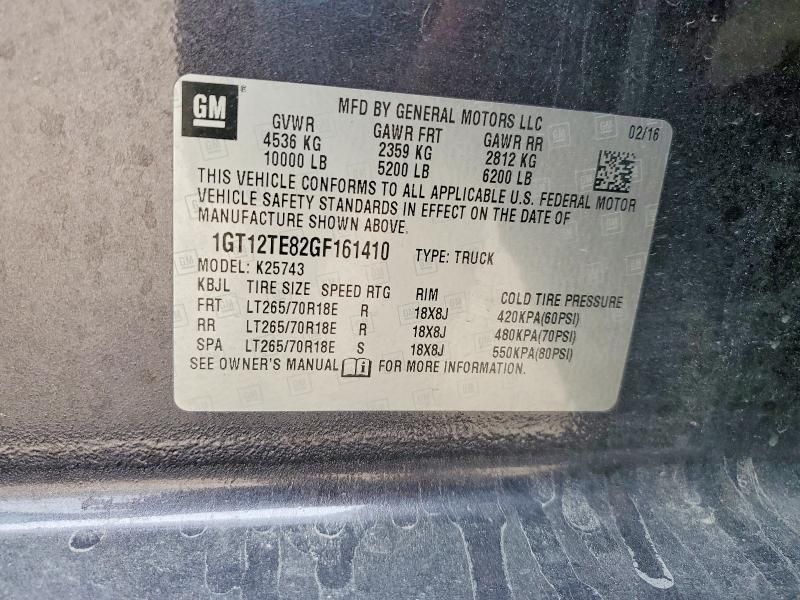 GM
MFD BY GENERAL MOTORS LLC
02/16
GVWR GAWR FRT GAWR RR
4536 KG 2359 KG 2812 KG
10000 LB 5200 LB 6200 LB
THIS VEHICLE CONFORMS TO ALL APPLICABLE U.S. FEDERAL MOTOR
VEHICLE SAFETY STANDARDS IN EFFECT ON THE DATE OF
MANUFACTURE SHOWN ABOVE.
1GT12TE82GF161410 TYPE: TRUCK
MODEL: K25743
KBJL TIRE SIZE SPEED RTG RIM COLD TIRE PRESSURE
FRT LT265/70R18E R 18X8J 420KPA(60PSI)
RR LT265/70R18E R 18X8J 480KPA(70PSI)
SPA LT265/70R18E S 18X8J 550KPA(80PSI)
SEE OWNER'S MANUAL FOR MORE INFORMATION.